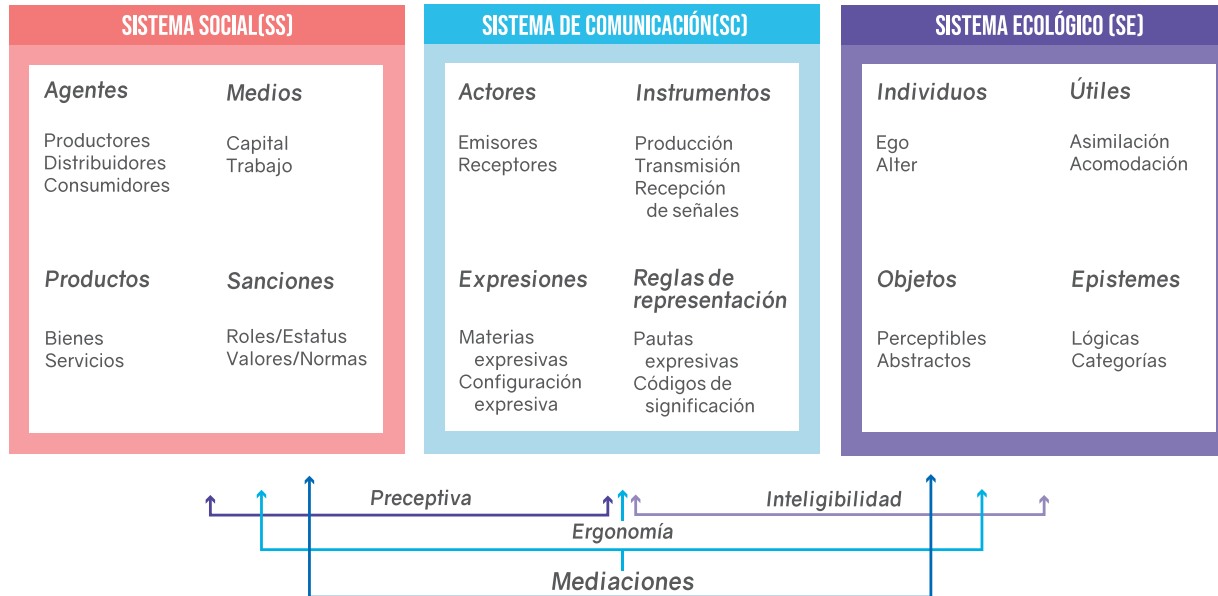 SISTEMA SOCIAL(SS)
Agentes
Productores
Distribuidores
Consumidores
Medios
Capital
Trabajo
Productos
Bienes
Servicios
Sanciones
Roles/Estatus
Valores/Normas
SISTEMA DE COMUNICACIÓN(SC)
Actores
Emisores
Receptores
Instrumentos
Producción
Transmisión
Recepción
de señales
Expresiones
Materias
expresivas
Configuración
expresiva
Reglas de
representación
Pautas
expresivas
Códigos de
significación
SISTEMA ECOLÓGICO (SE)
Individuos
Ego
Alter
Útiles
Asimilación
Acomodación
Objetos
Perceptibles
Abstractos
Epistemes
Lógicas
Categorías
Preceptiva
Inteligibilidad
Ergonomía
Mediaciones